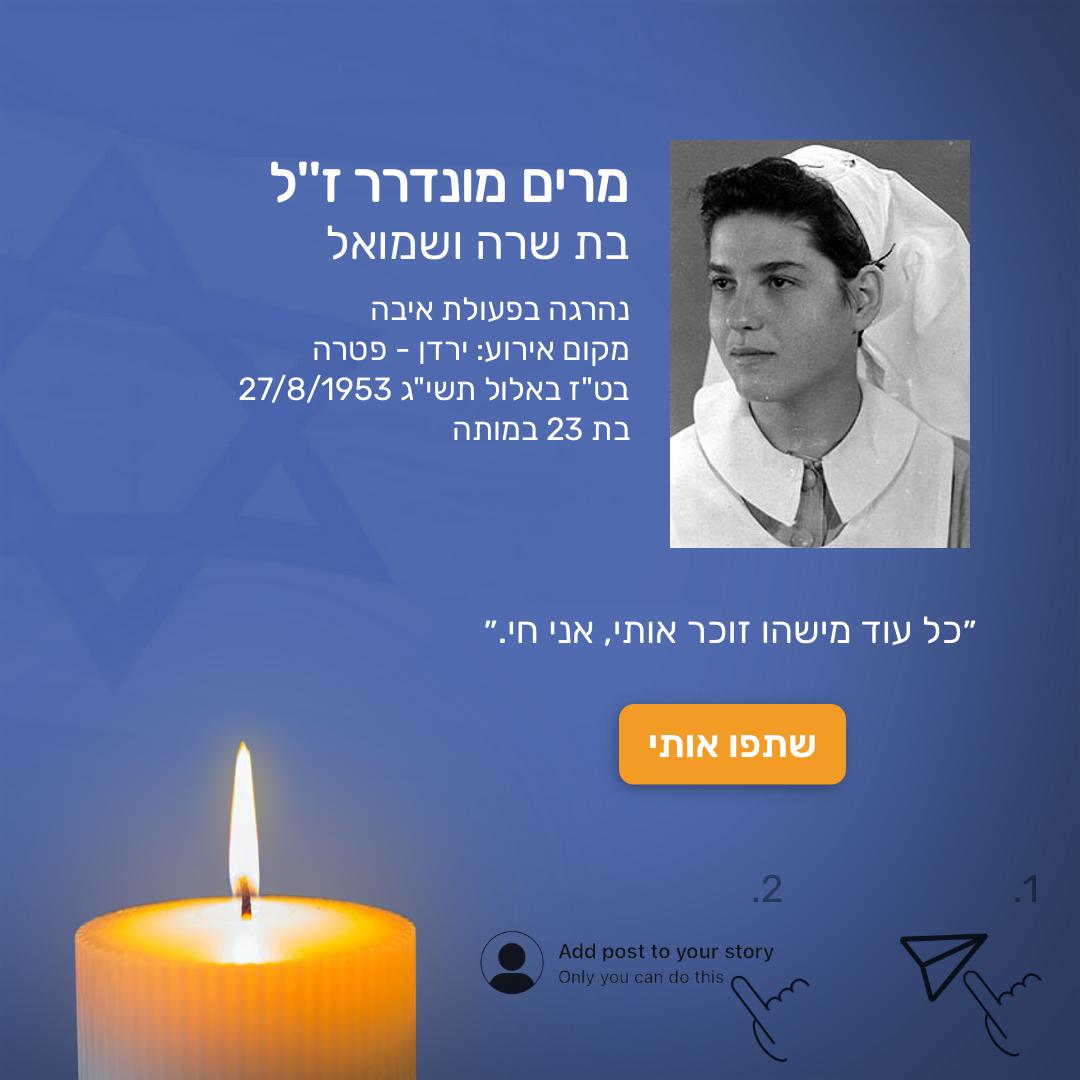 מרים מונדרר ז"ל
בת שרה ושמואל
נהרגה בפעולת איבה
מקום אירוע: ירדן - פטרה
בט"ז באלול תשי"ג 27/8/1953
בת 23 במותה
״כל עוד מישהו זוכר אותי, אני חי.״
שתפו אותי
1.
2.
Add post to your story
Only you can do this